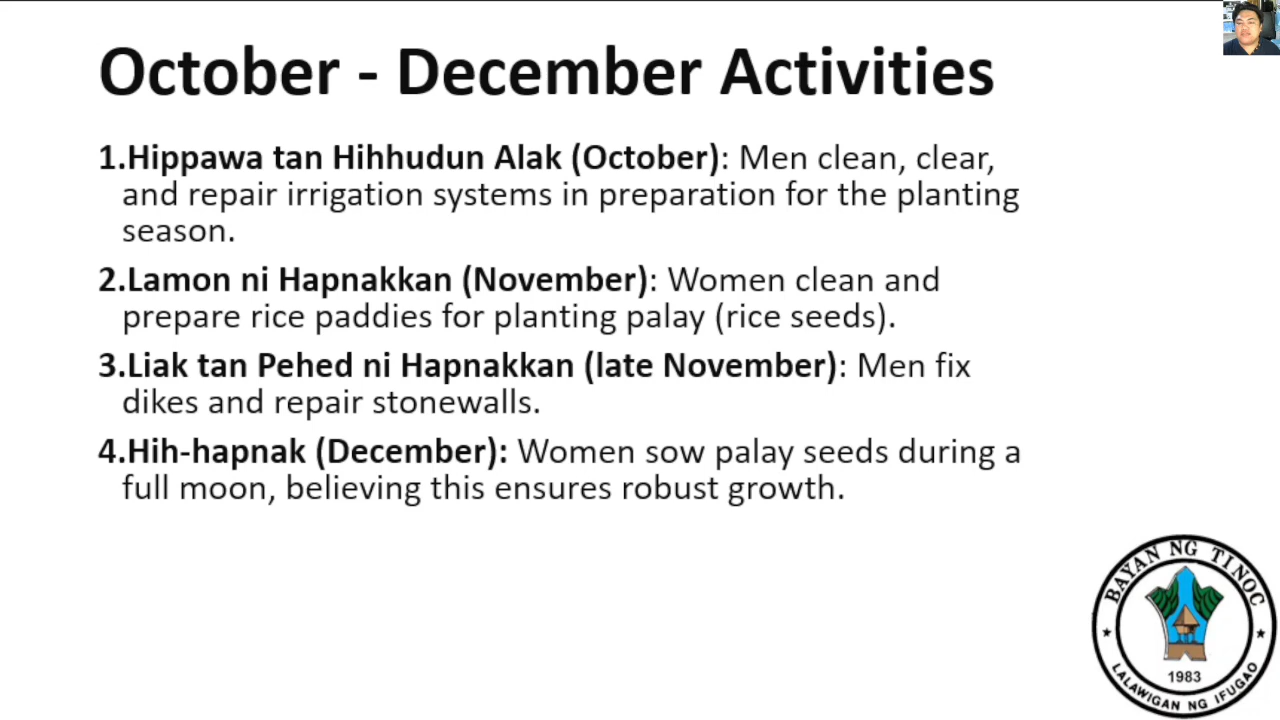 October - December Activities
1.Hippawa tan Hihhudun Alak (October): Men clean, clear,
and repair irrigation systems in preparation for the planting
season.
2.Lamon ni Hapnakkan (November): Women clean and
prepare rice paddies for planting palay (rice seeds).
3.Liak tan Pehed ni Hapnakkan (late November): Men fix
dikes and repair stonewalls.
4.Hih-hapnak (December): Women sow palay seeds during a
full moon, believing this ensures robust growth.
BAYAN NG TINOC
1983
LALAWIGAN NG IFUGAO